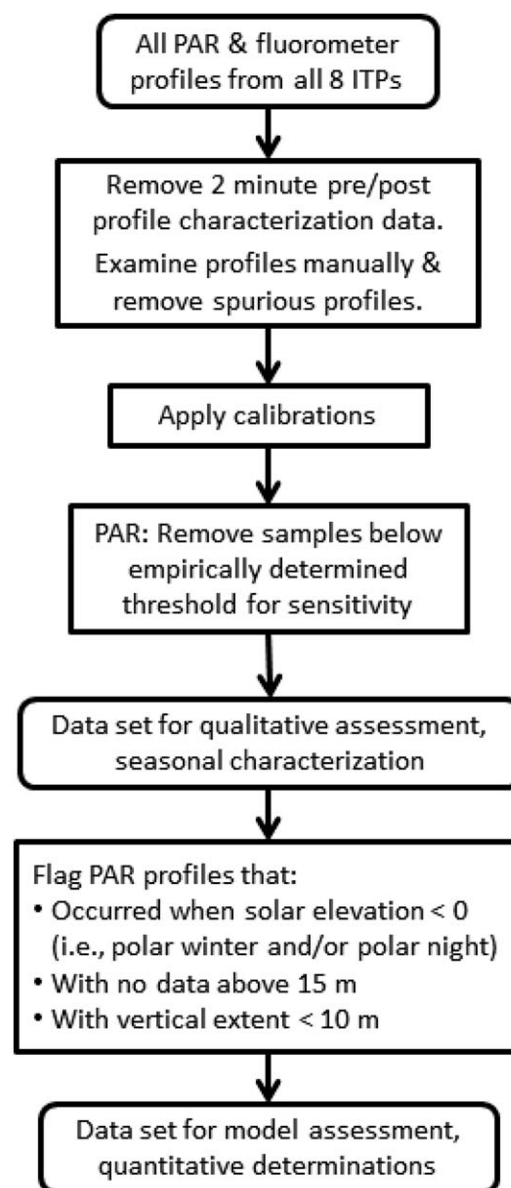 All PAR & fluorometer
profiles from all 8 ITPs
Remove 2 minute pre/post
profile characterization data.
Examine profiles manually &
remove spurious profiles.
Apply calibrations
PAR: Remove samples below
empirically determined
threshold for sensitivity
Data set for qualitative assessment,
seasonal characterization
Flag PAR profiles that:
• Occurred when solar elevation < 0
(i.e., polar winter and/or polar night)
• With no data above 15 m
• With vertical extent < 10 m
Data set for model assessment,
quantitative determinations